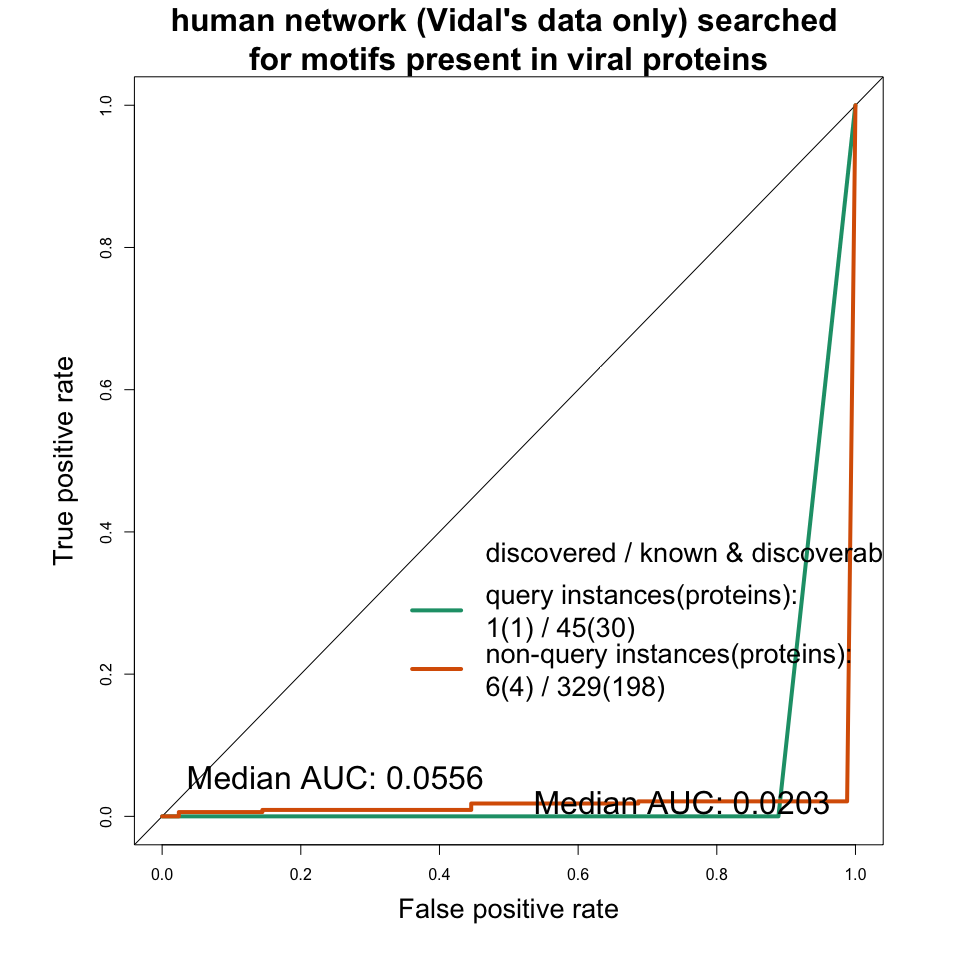 human network (Vidal's data only) searched
for motifs present in viral proteins
True positive rate
1.0
0.8
0.6
0.4
0.2
0.0
discovered / known & discoverab
query instances(proteins):
1(1) / 45(30)
non-query instances(proteins):
6(4) / 329(198)
Median AUC: 0.0556
Median AUC: 0.0203
0.0 0.2 0.4 0.6 0.8 1.0
False positive rate